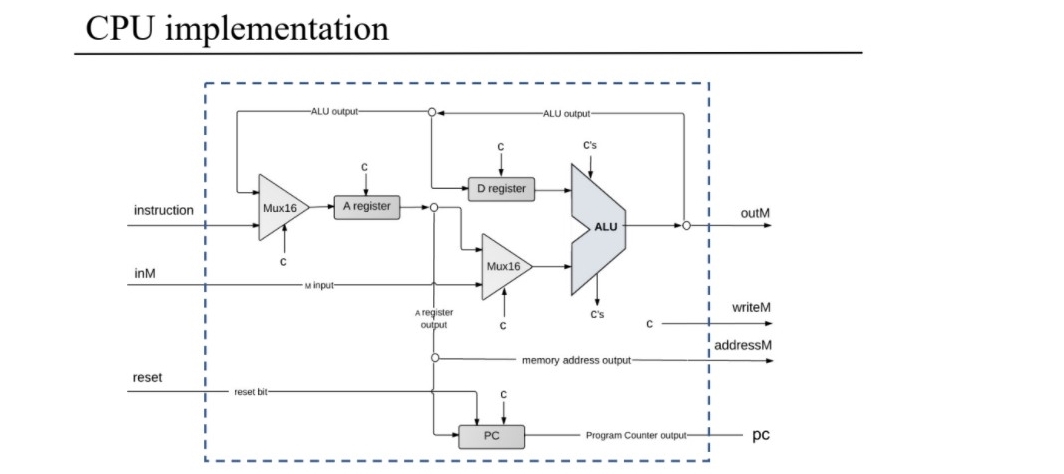 CPU implementation
ALU output
ALU output
c
c's
c
D register
instruction
Mux16
A register
ALU
outM
c
Mux16
inM
M input
A register
output
c
c's
c
writeM
addressM
memory address output
reset
reset bit
c
PC
Program Counter output
pc